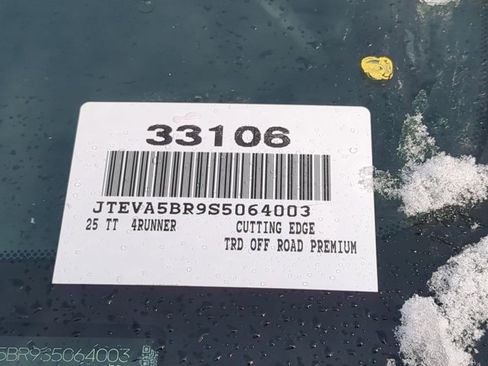 33106
JTEVA5BR9S5064003
25 TT 4RUNNER CUTTING EDGE
TRD OFF ROAD PREMIUM
5BR9S5064003